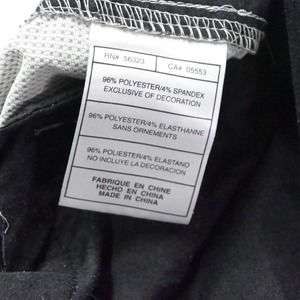 RN# 56323 CA# 05553
96% POLYESTER/4% SPANDEX
EXCLUSIVE OF DECORATION
96% POLYESTER/4% ELASTHANNE
SANS ORNEMENTS
96% POLIESTER/4% ELASTANO
NO INCLUYE LA DECORACION
FABRIQUE EN CHINE
HECHO EN CHINA
MADE IN CHINA